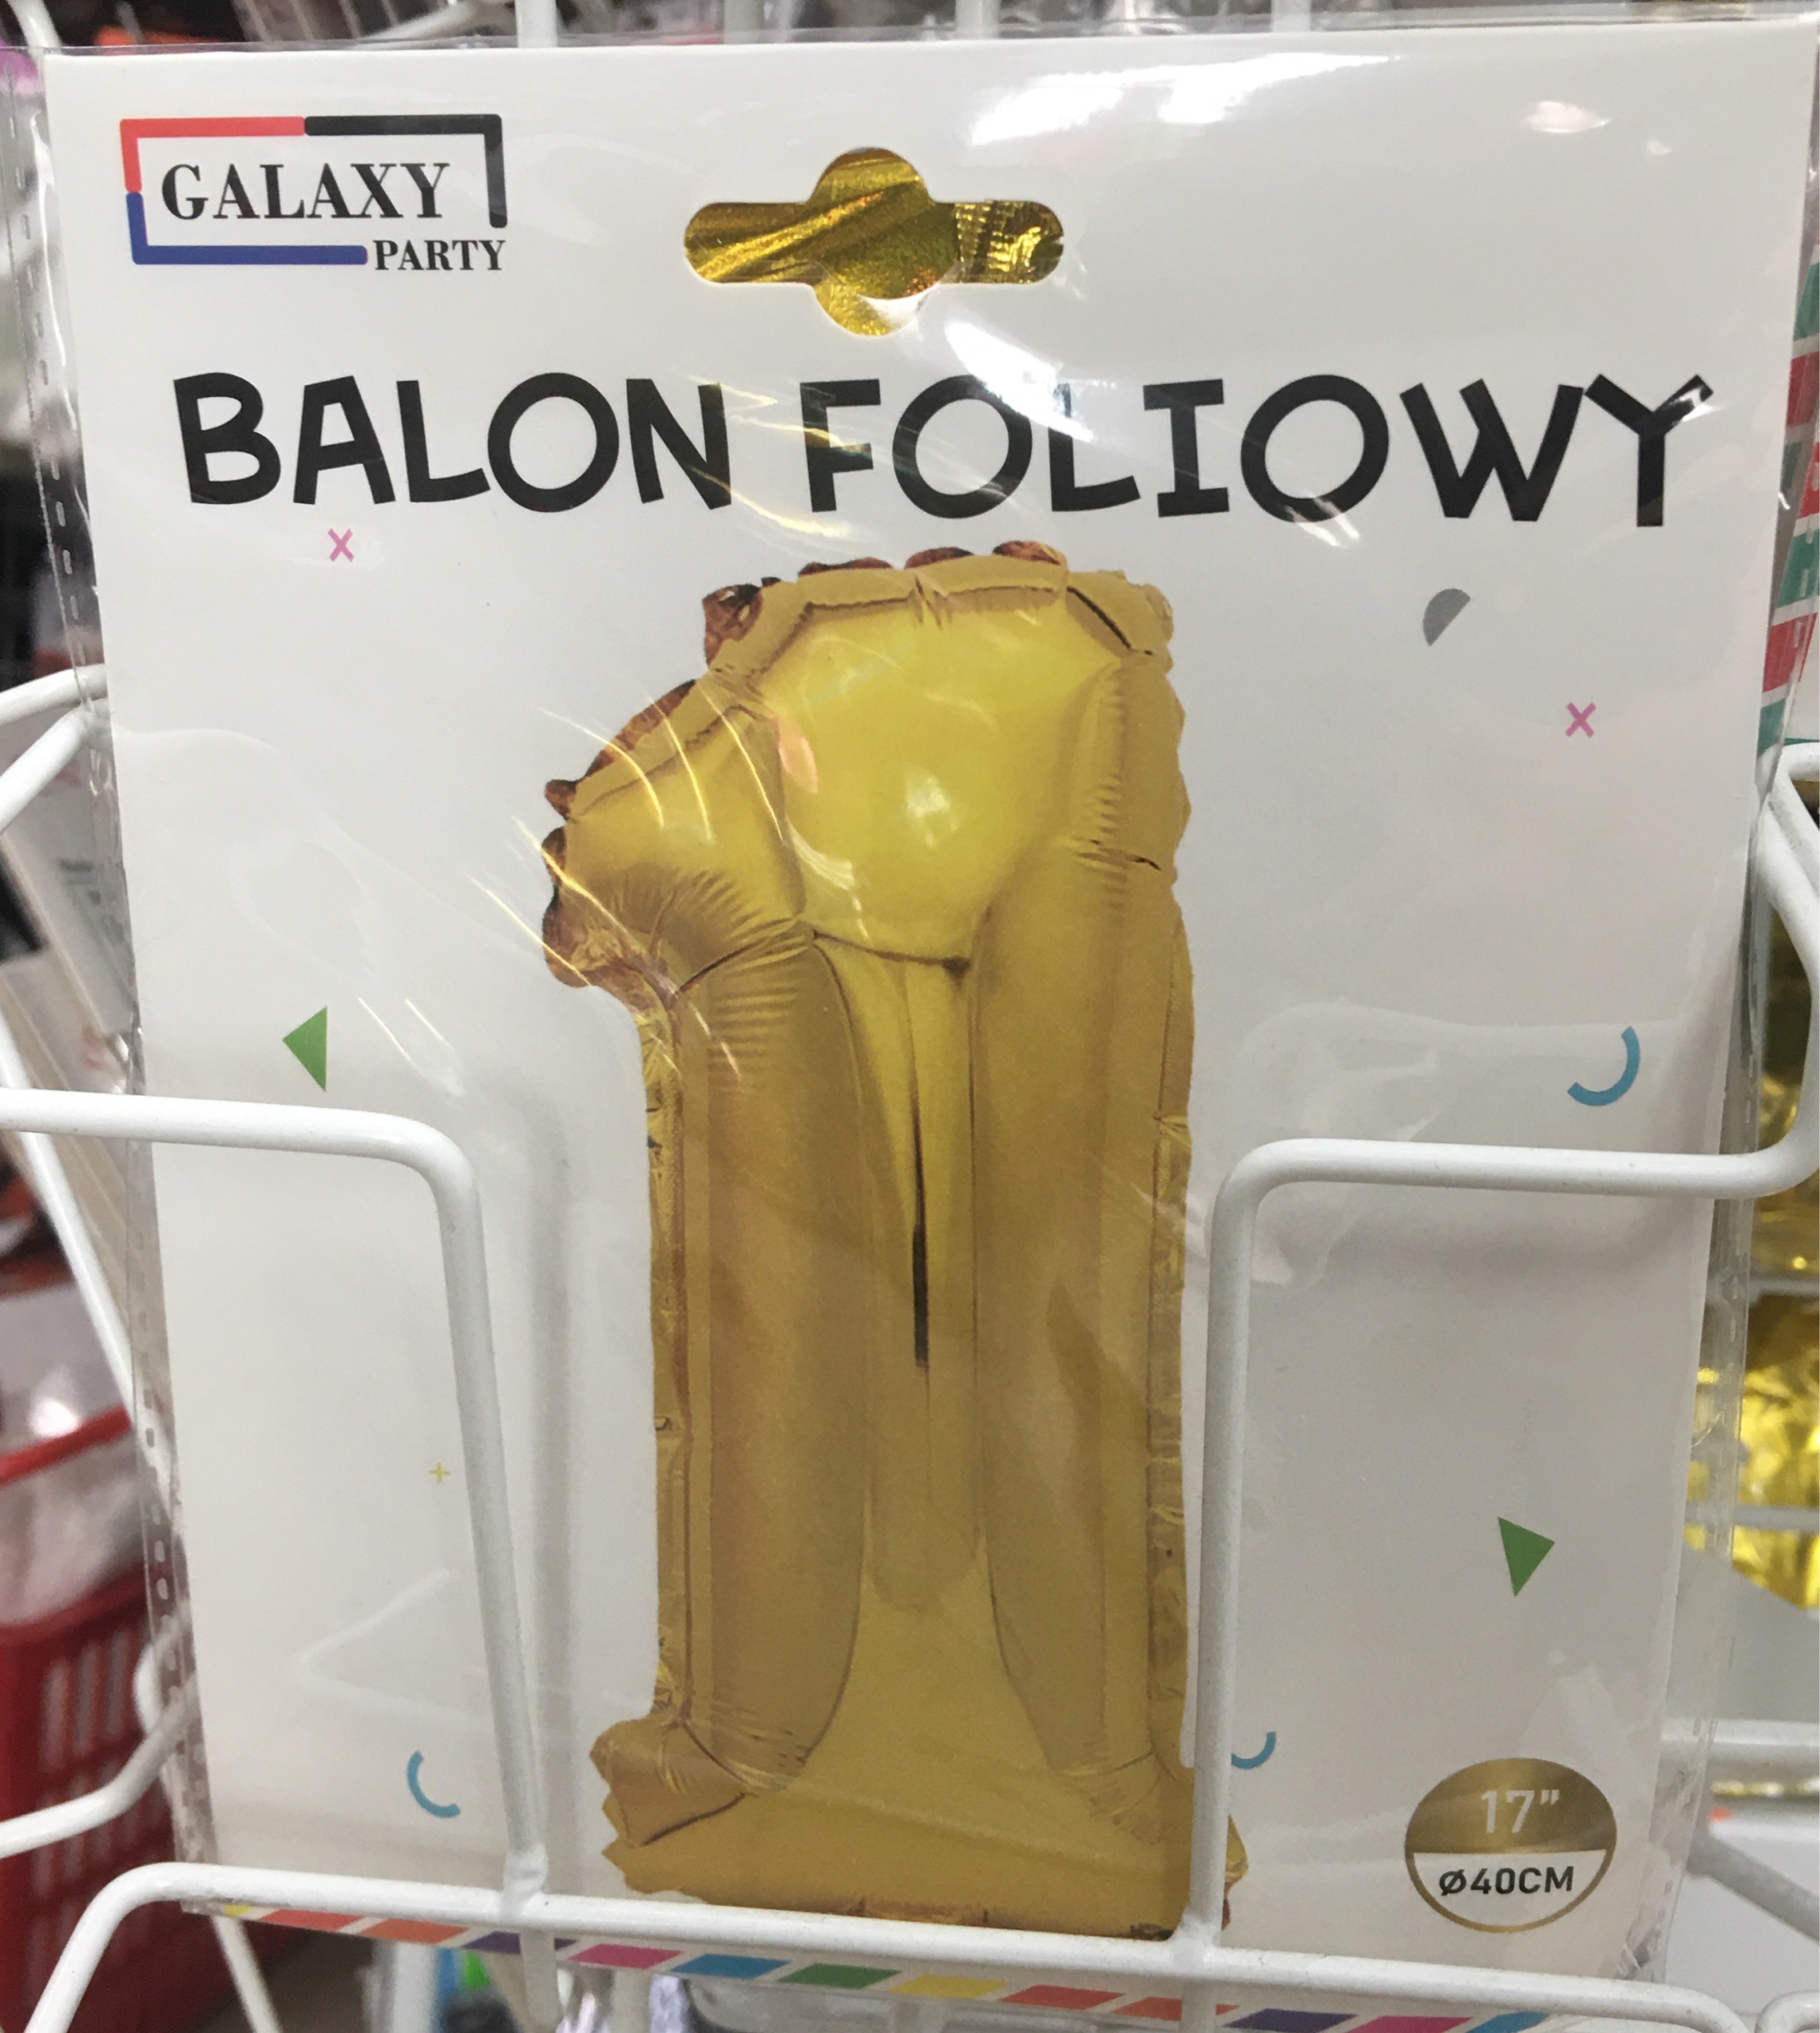 GALAXY
PARTY
BALON FOLIOWY
17"
Ø40CM